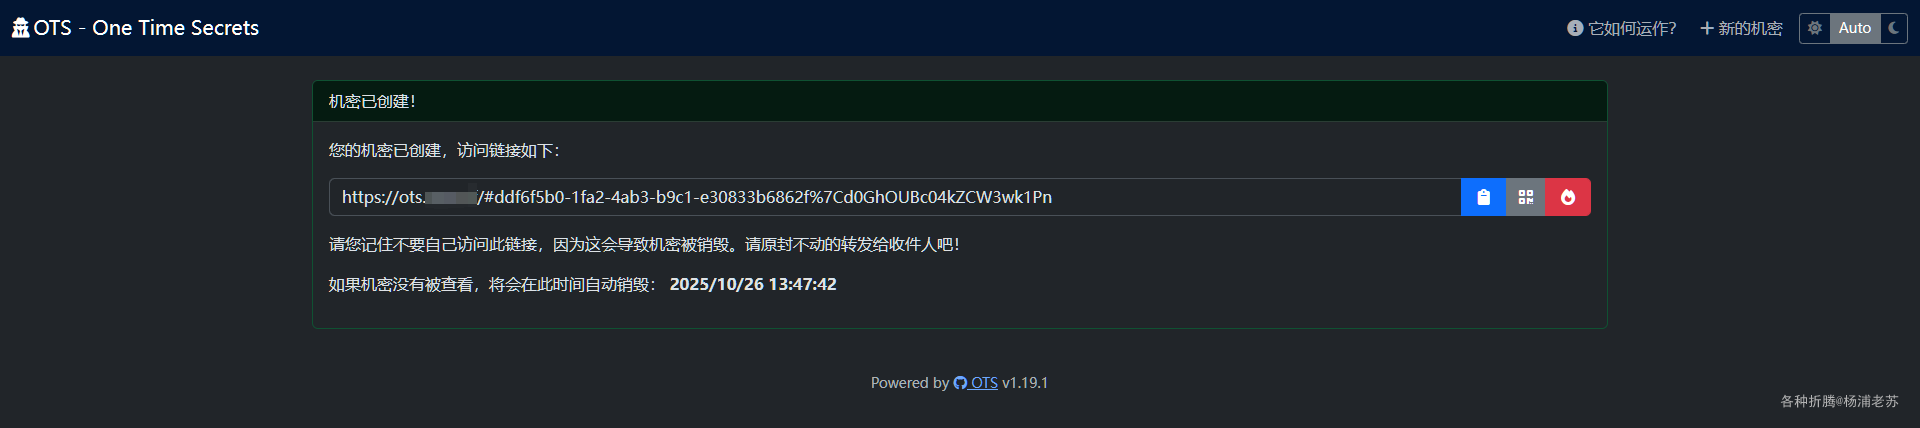 OTS - One Time Secrets
它如何运作?
新的机密
Auto
机密已创建!
您的机密已创建，访问链接如下：
https://ots. /#ddf6f5b0-1fa2-4ab3-b9c1-e30833b6862f%7Cd0GhOUBc04kZCW3wk1Pn
请您记住不要自己访问此链接，因为这会导致机密被销毁。请原封不动的转发给收件人吧!
如果机密没有被查看，将会在此时间自动销毁： 2025/10/26 13:47:42
Powered by OTS v1.19.1
各种折腾@杨浦老苏